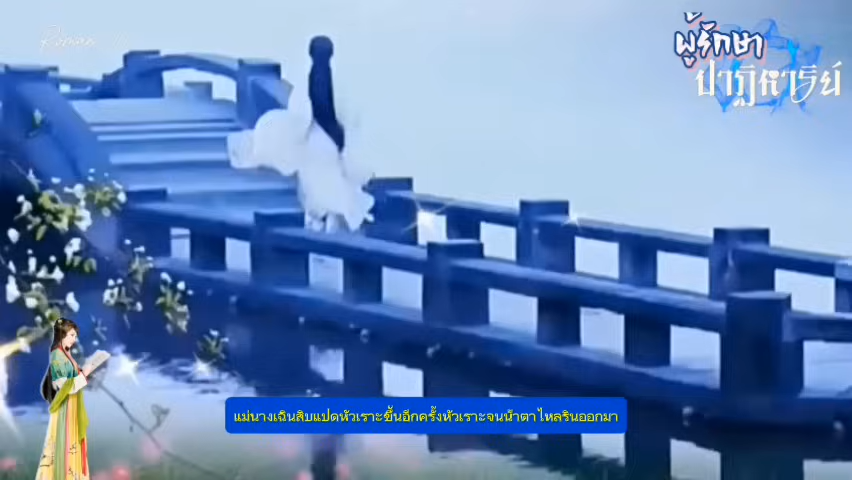 Roman
ผู้รักษา
ปาฏิหาริย์
แม่นางเฉินสิบแปดหัวเราะขึ้นอีกครั้งหัวเราะจนน้ำตาไหลรินออกมา